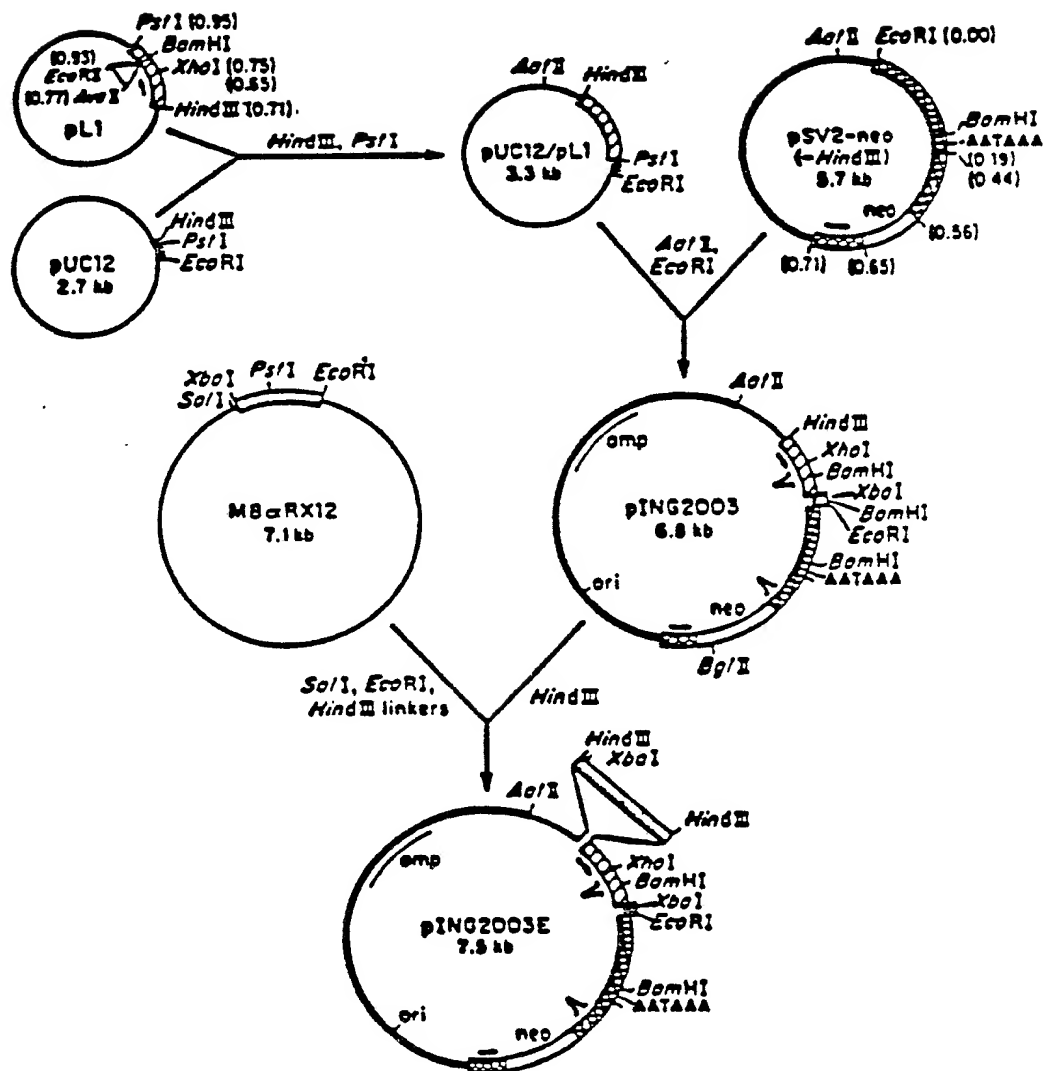 PstI (0.95)
BamHI
(0.93)
EcoRI
XhoI (0.75)
(0.65)
(0.77) AvaII
HindIII (0.71)
pL1
HindIII, PstI
HindIII
PstI
EcoRI
pUC12
2.7 kb
AatII
HindIII
pUC12/pL1
3.3 kb
PstI
EcoRI
AatII
EcoRI (0.00)
pSV2-neo
(-HindIII)
5.7 kb
BamHI
AATAAA
(0.19)
(0.44)
neo
(0.56)
(0.71)
(0.65)
AatII,
EcoRI
XbaI
SalI
PstI
EcoRI
M8αRX12
7.1 kb
AatII
HindIII
XhoI
BamHI
XbaI
BamHI
EcoRI
amp
pING2003
6.8 kb
BamHI
AATAAA
ori
neo
BglII
SalI, EcoRI,
HindIII linkers
HindIII
HindIII
XbaI
AatII
HindIII
amp
XhoI
BamHI
XbaI
EcoRI
pING2003E
7.5 kb
BamHI
AATAAA
ori
neo